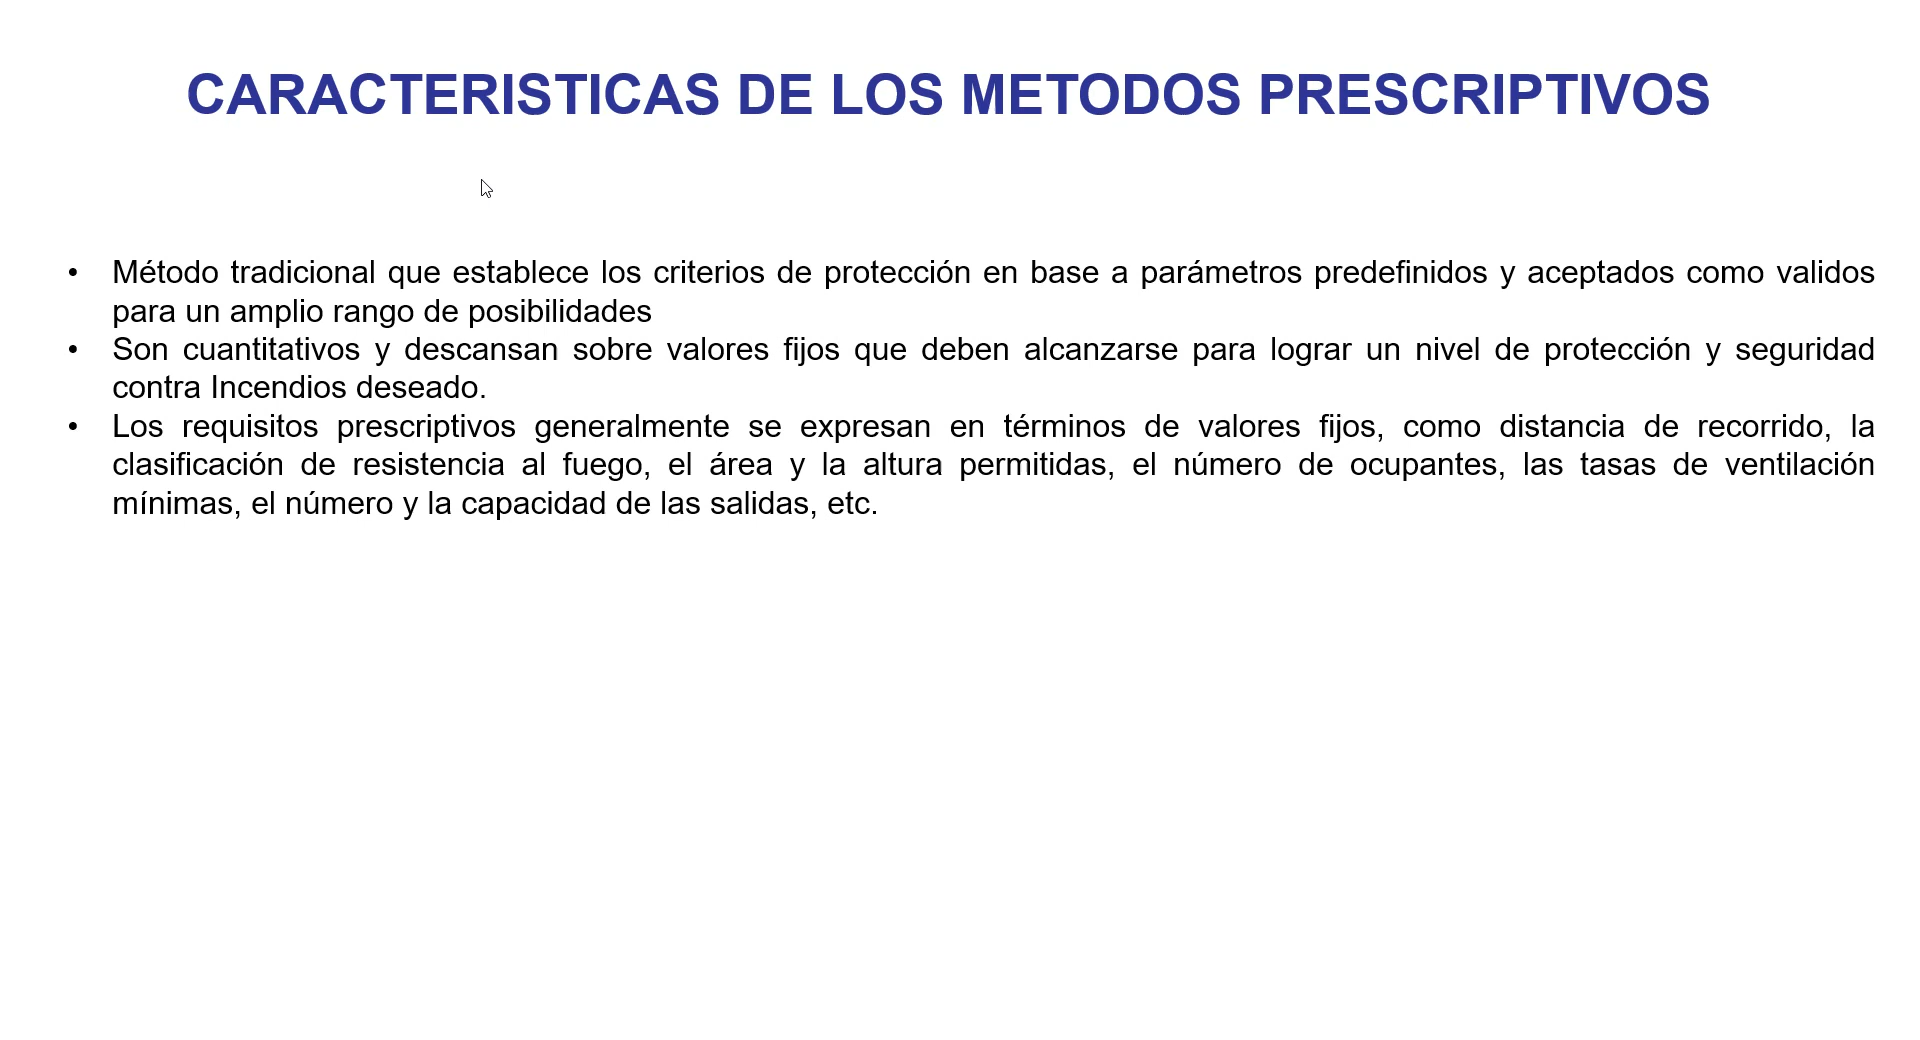 CARACTERISTICAS DE LOS METODOS PRESCRIPTIVOS
• Método tradicional que establece los criterios de protección en base a parámetros predefinidos y aceptados como validos
para un amplio rango de posibilidades
• Son cuantitativos y descansan sobre valores fijos que deben alcanzarse para lograr un nivel de protección y seguridad
contra Incendios deseado.
• Los requisitos prescriptivos generalmente se expresan en términos de valores fijos, como distancia de recorrido, la
clasificación de resistencia al fuego, el área y la altura permitidas, el número de ocupantes, las tasas de ventilación
mínimas, el número y la capacidad de las salidas, etc.